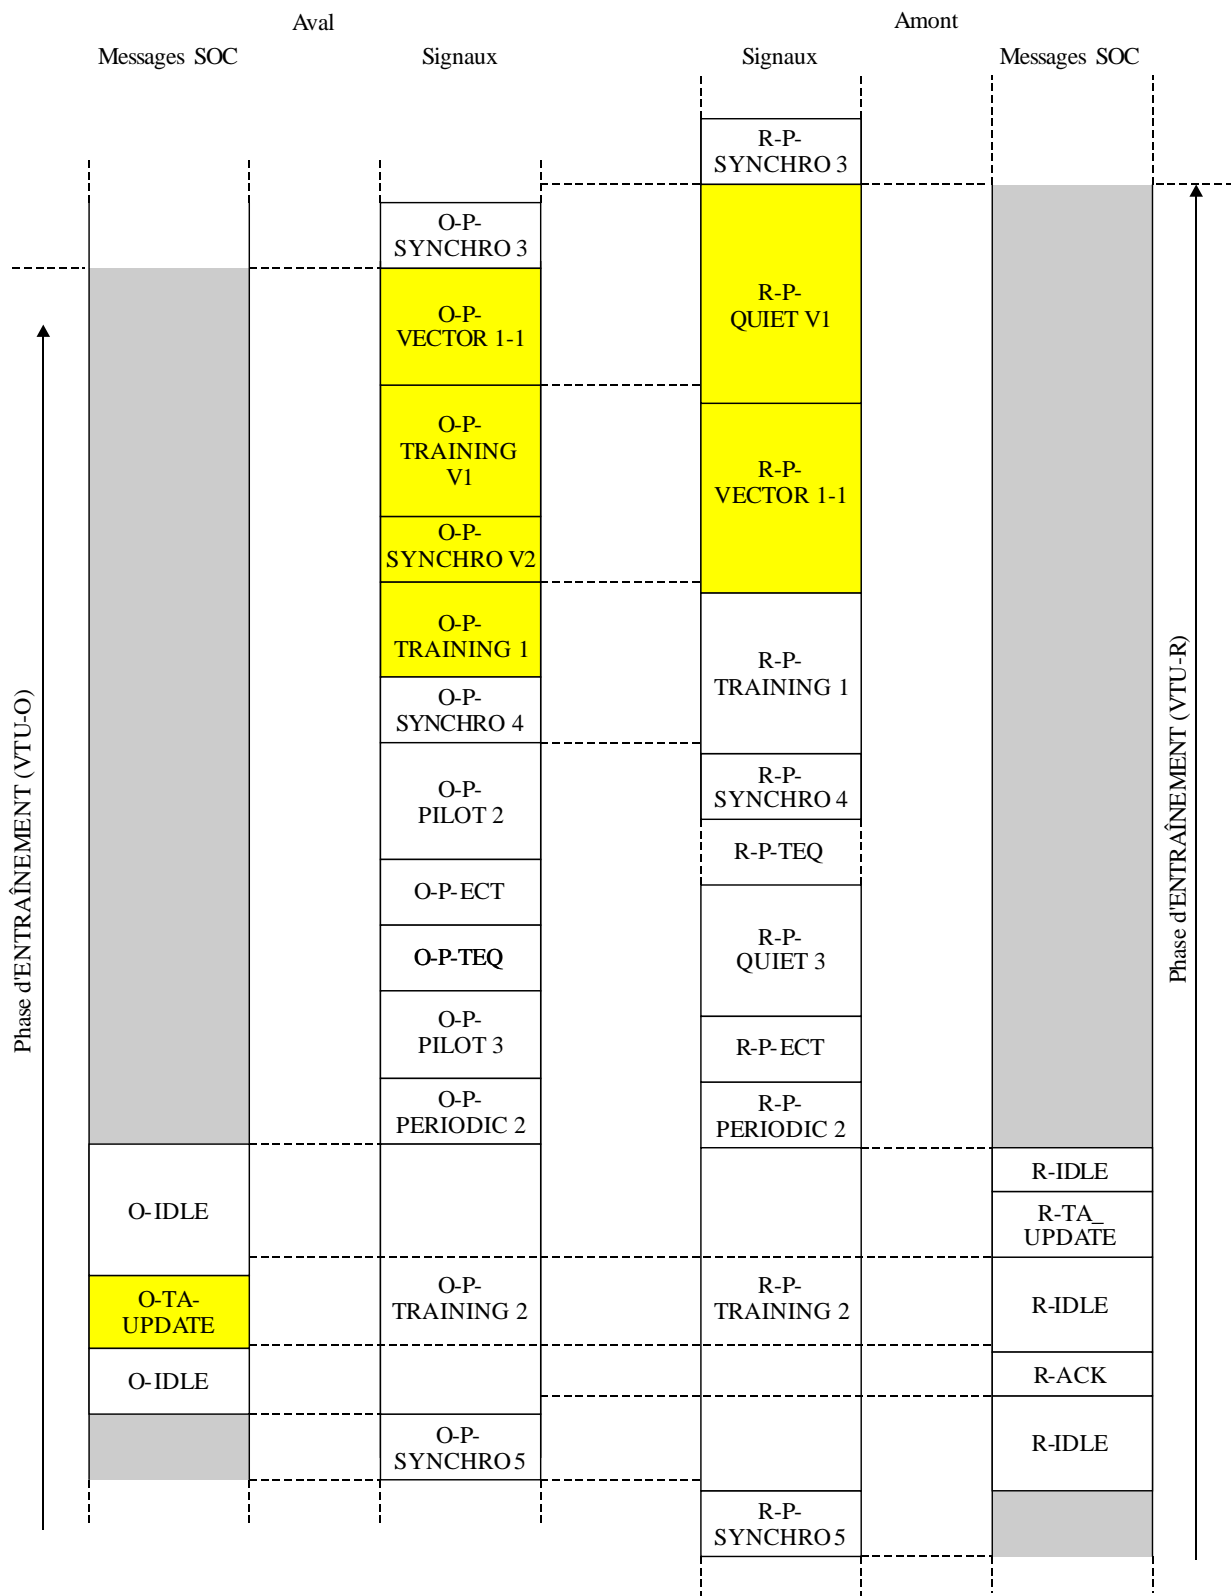 Aval
Amont
Messages SOC
Signaux
Signaux
Messages SOC
R-P-
SYNCHRO 3
O-P-
SYNCHRO 3
O-P-
VECTOR 1-1
R-P-
QUIET V1
O-P-
TRAINING
V1
R-P-
VECTOR 1-1
O-P-
SYNCHRO V2
O-P-
TRAINING 1
R-P-
TRAINING 1
O-P-
SYNCHRO 4
O-P-
PILOT 2
R-P-
SYNCHRO 4
R-P-TEQ
O-P-ECT
O-P-TEQ
R-P-
QUIET 3
O-P-
PILOT 3
R-P-ECT
O-P-
PERIODIC 2
R-P-
PERIODIC 2
R-IDLE
O-IDLE
R-TA_
UPDATE
O-TA-
UPDATE
O-P-
TRAINING 2
R-P-
TRAINING 2
R-IDLE
O-IDLE
R-ACK
O-P-
SYNCHRO 5
R-IDLE
R-P-
SYNCHRO 5
Phase d'ENTRAÎNEMENT (VTU-O)
Phase d'ENTRAÎNEMENT (VTU-R)